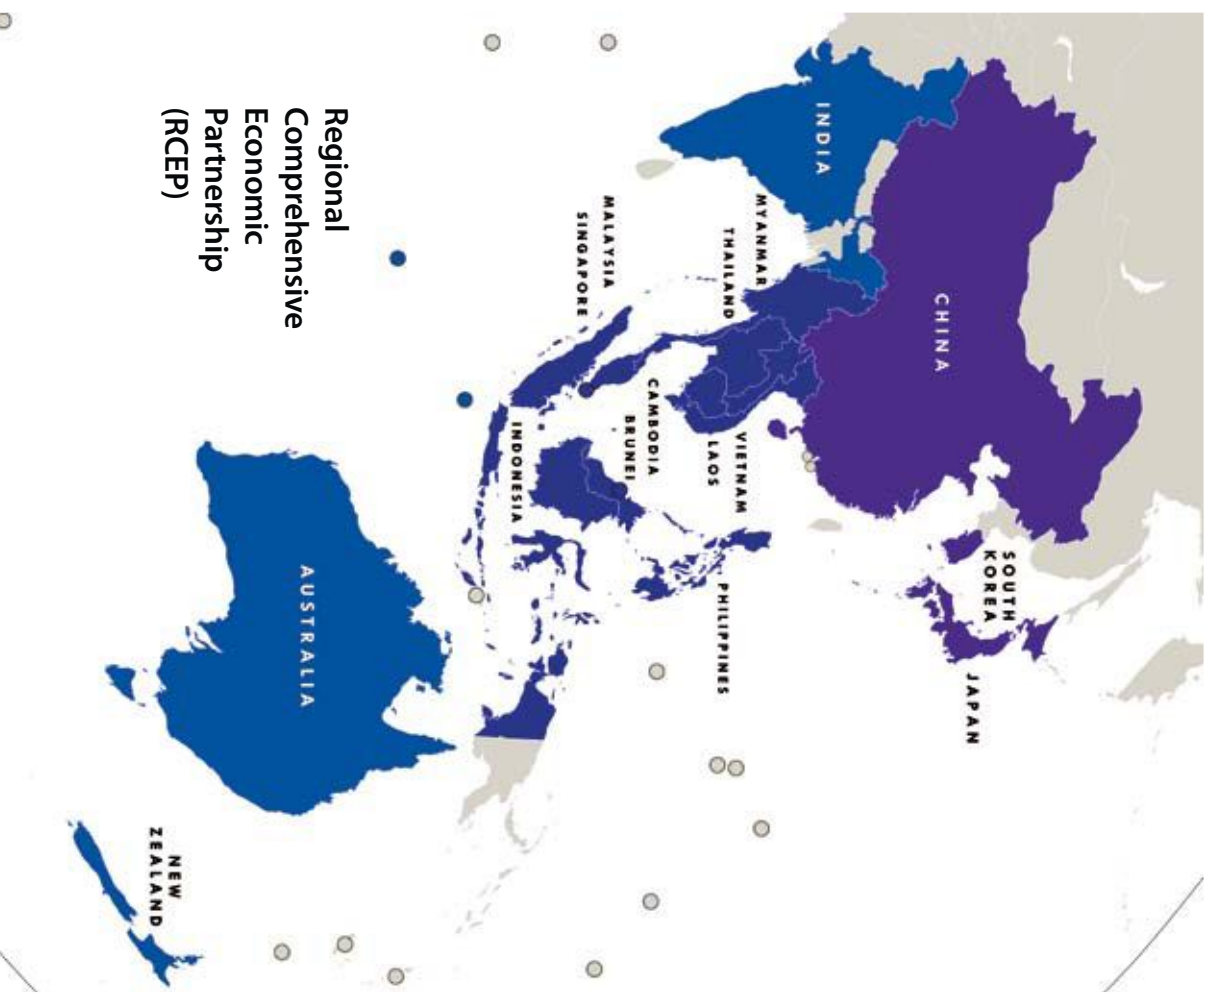 Regional
Comprehensive
Economic
Partnership
(RCEP)
INDIA
CHINA
MYANMAR
THAILAND
MALAYSIA
SINGAPORE
CAMBODIA
BRUNEI
VIETNAM
LAOS
INDONESIA
PHILIPPINES
SOUTH
KOREA
JAPAN
AUSTRALIA
NEW
ZEALAND